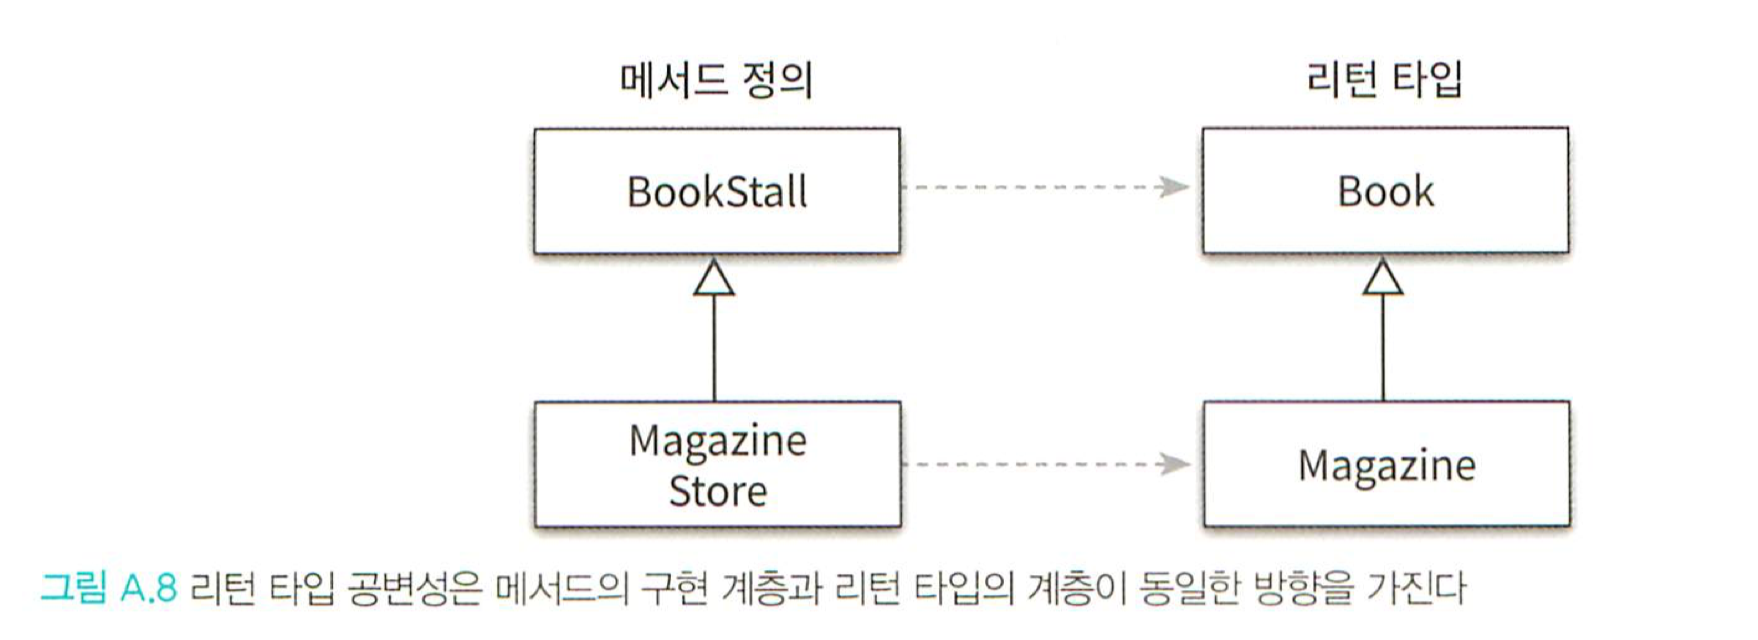 메서드 정의
리턴 타입
BookStall
Book
Magazine
Store
Magazine
그림 A.8 리턴 타입 공변성은 메서드의 구현 계층과 리턴 타입의 계층이 동일한 방향을 가진다